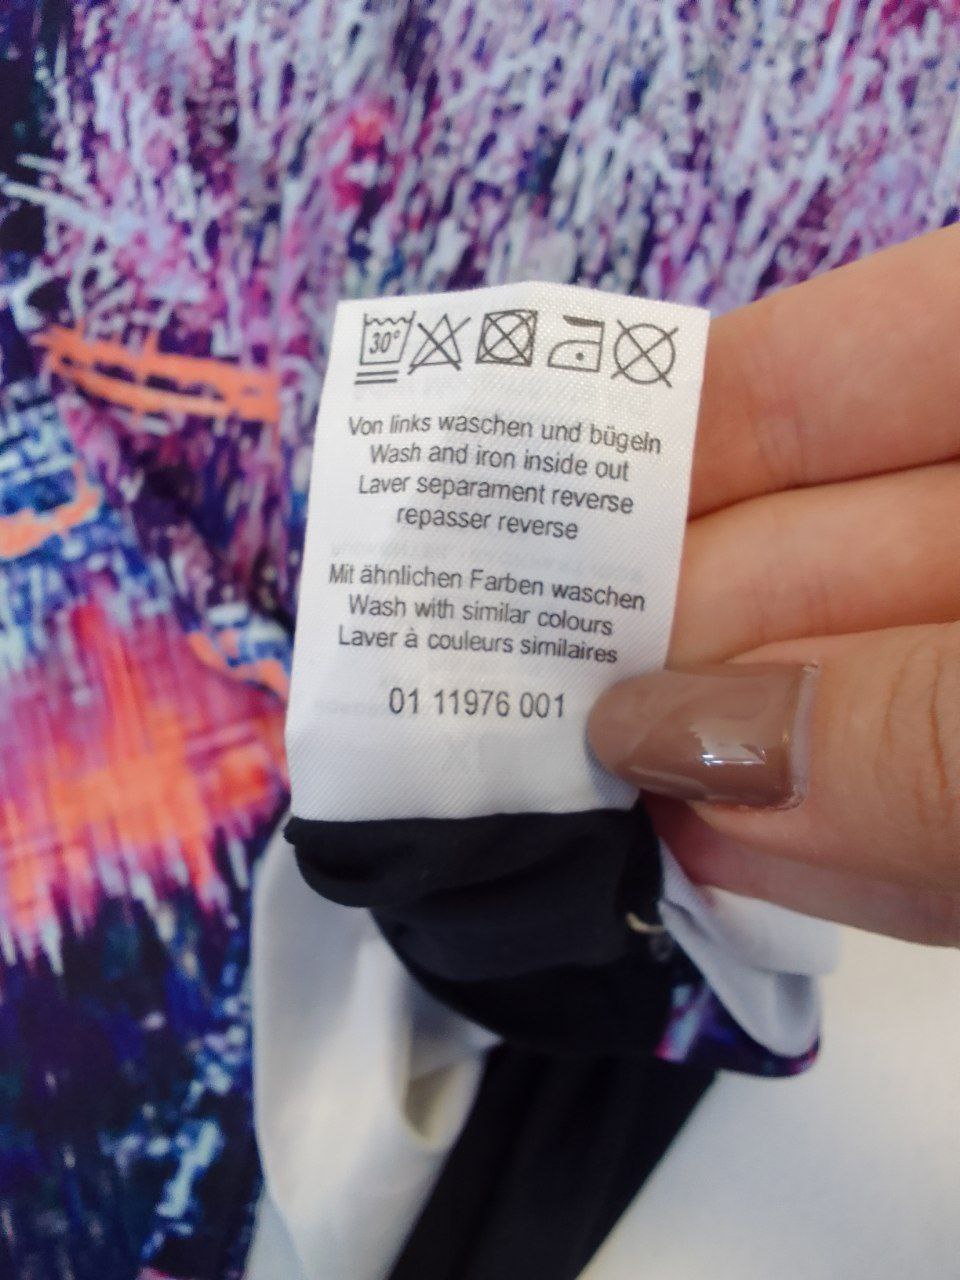 30°
Von links waschen und bügeln
Wash and iron inside out
Laver separament reverse
repasser reverse
Mit ähnlichen Farben waschen
Wash with similar colours
Laver à couleurs similaires
01 11976 001